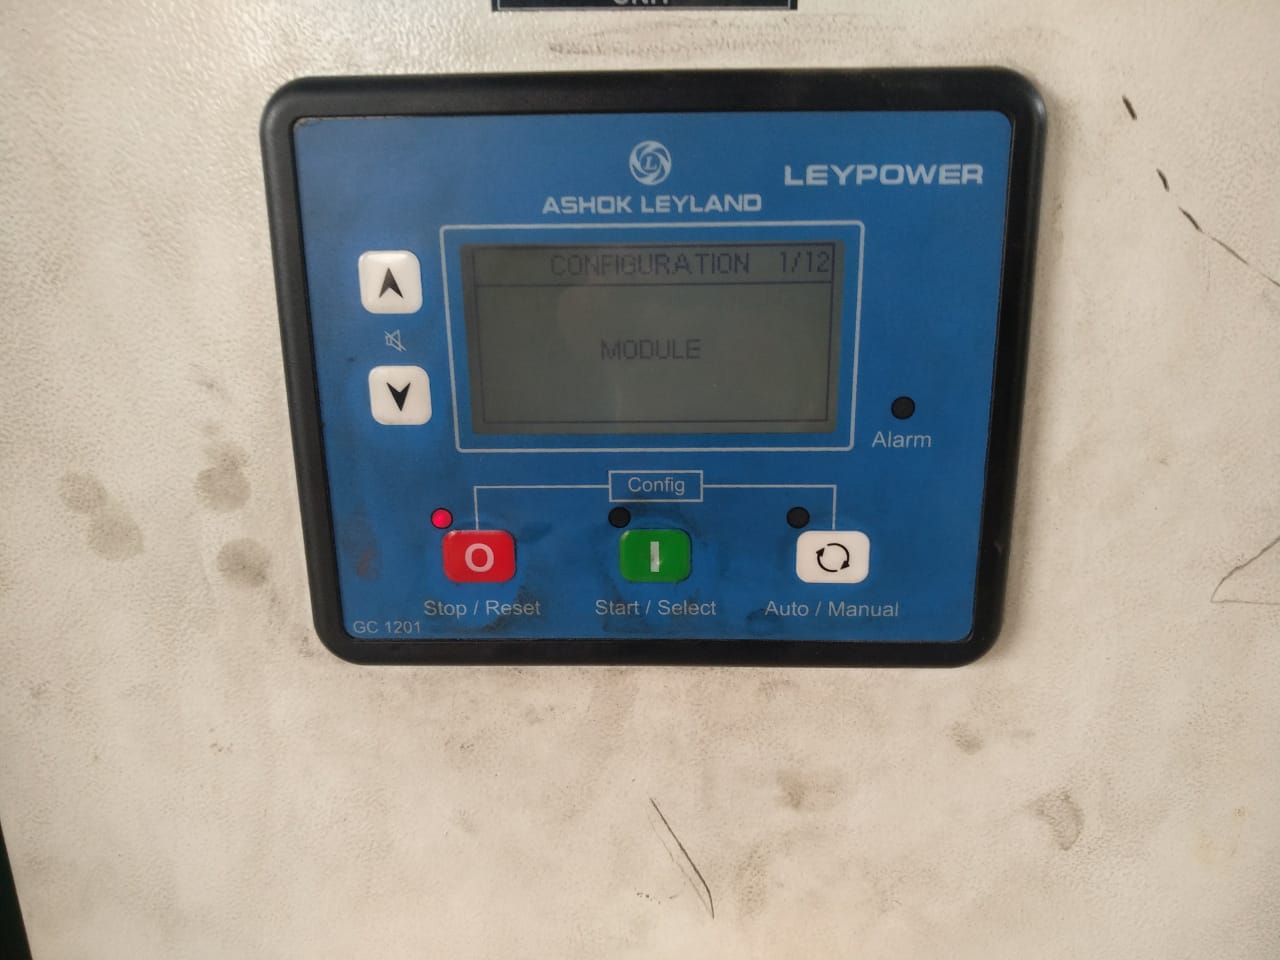 LEYPOWER
ASHOK LEYLAND
CONFIGURATION 1/12
MODULE
Alarm
Config
Stop / Reset
Start / Select
Auto / Manual
GC 1201